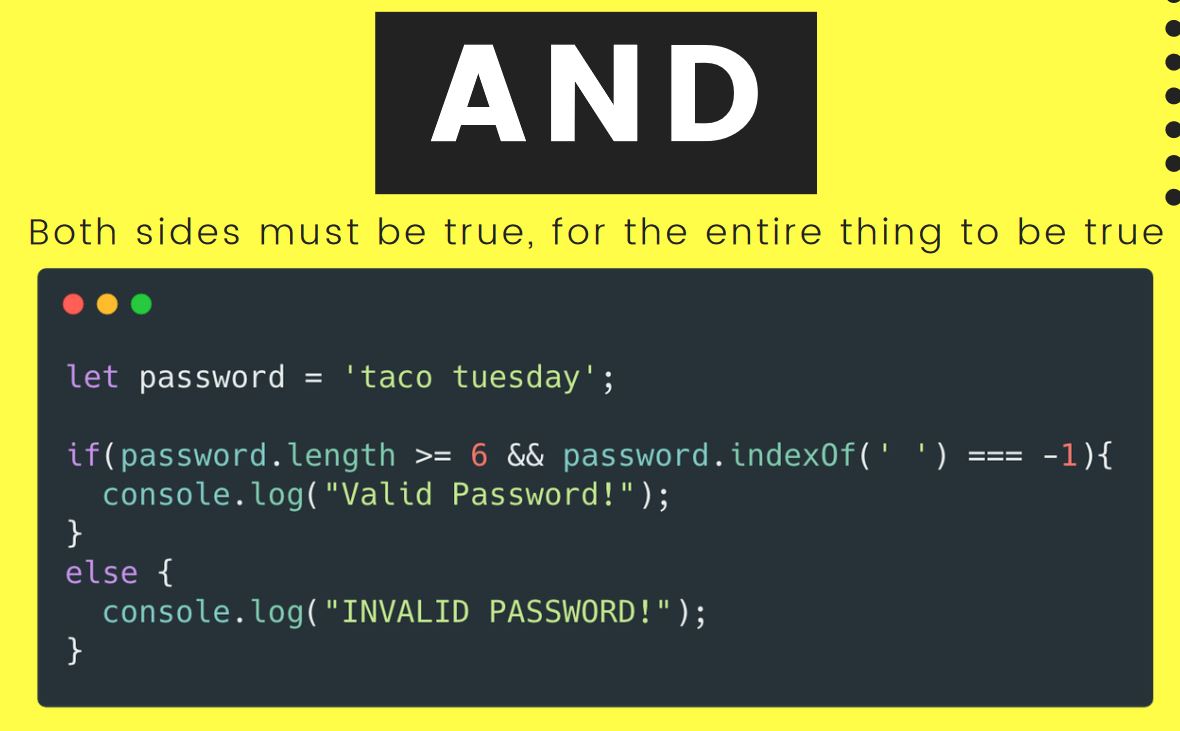 AND
Both sides must be true, for the entire thing to be true
let password = 'taco tuesday';
if(password.length >= 6 && password.indexOf(' ') === -1){
  console.log("Valid Password!");
}
else {
  console.log("INVALID PASSWORD!");
}